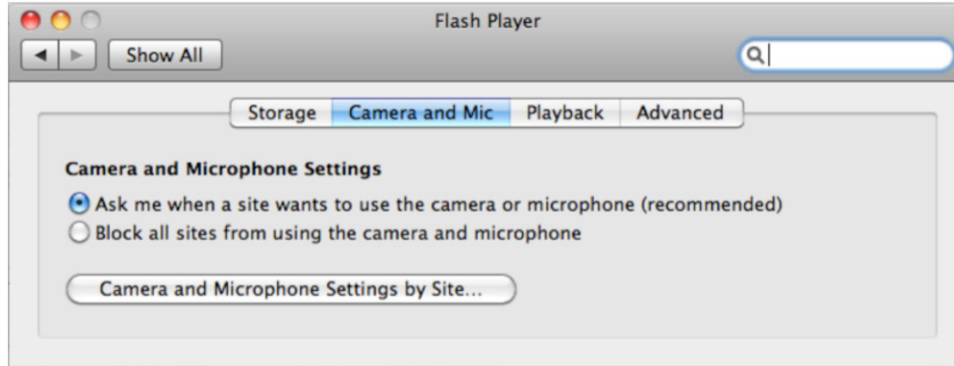 Flash Player
Show All
Storage Camera and Mic Playback Advanced
Camera and Microphone Settings
Ask me when a site wants to use the camera or microphone (recommended)
Block all sites from using the camera and microphone
Camera and Microphone Settings by Site...